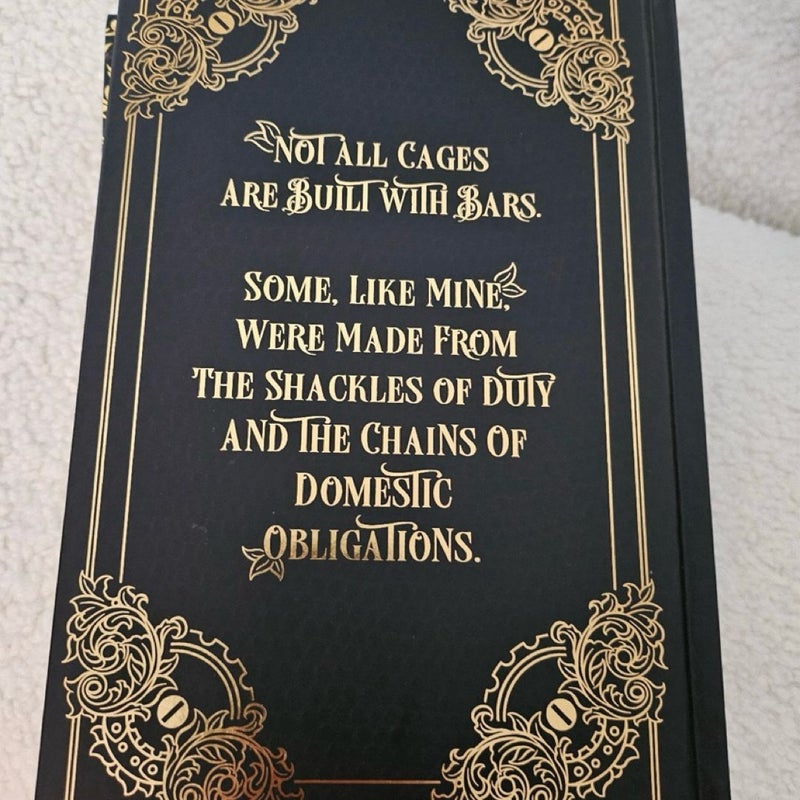 Not all Cages
are Built with Bars.
Some, Like mine,
Were Made From
The Shackles of Duty
and the Chains of
Domestic
Obligations.